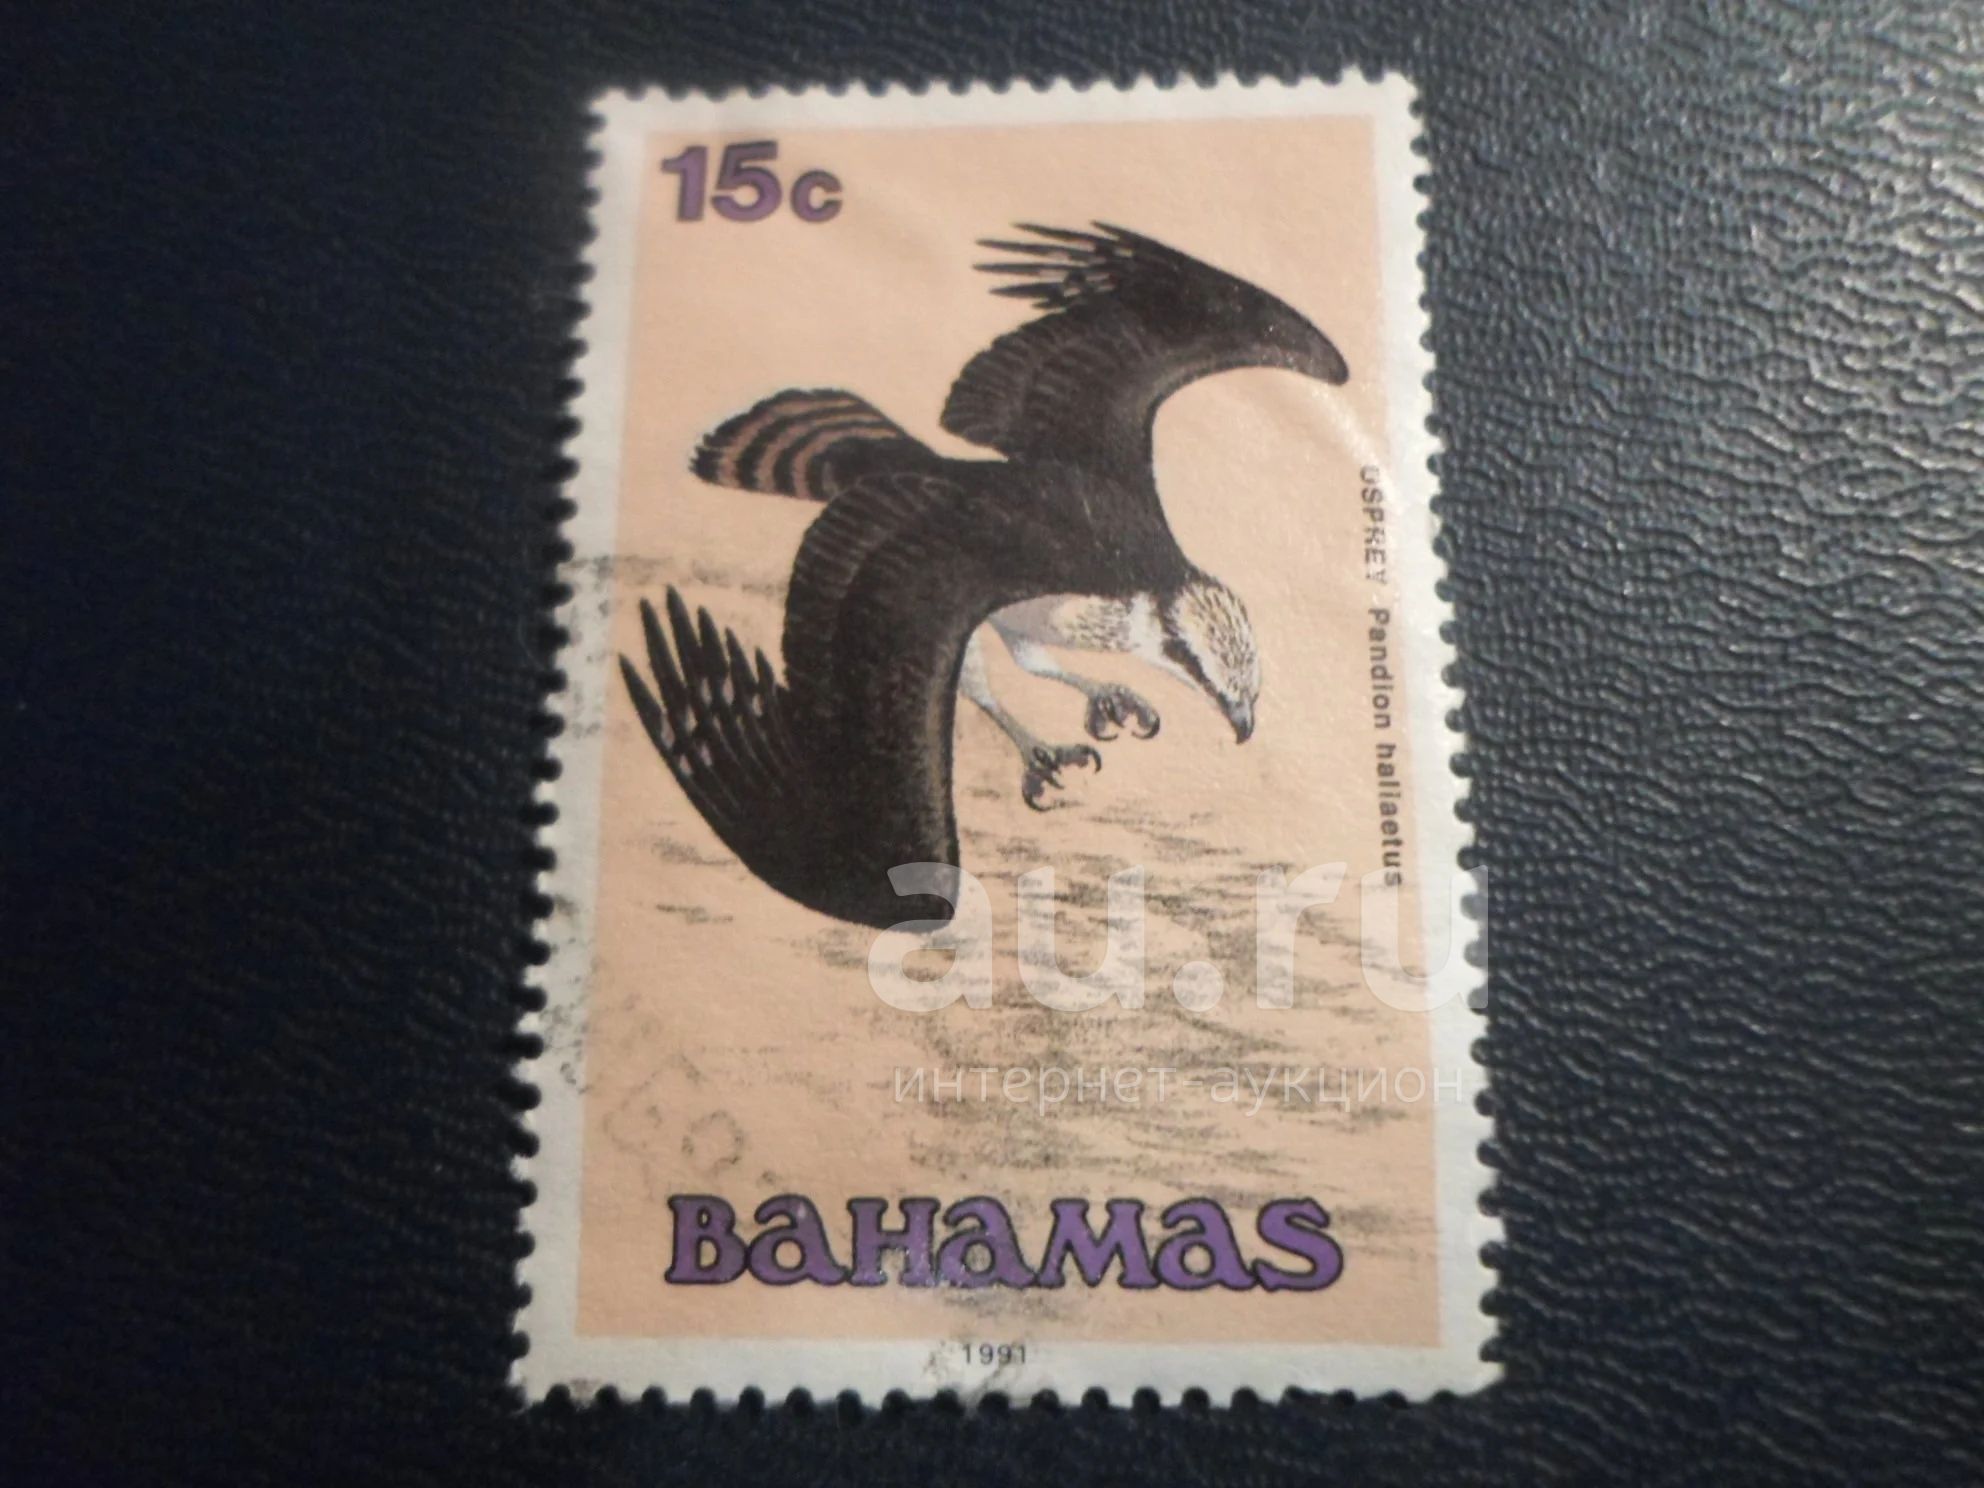 15c
OSPREY Pandion haliaetus
au.ru
интернет-аукцион
BAHAMAS
1991